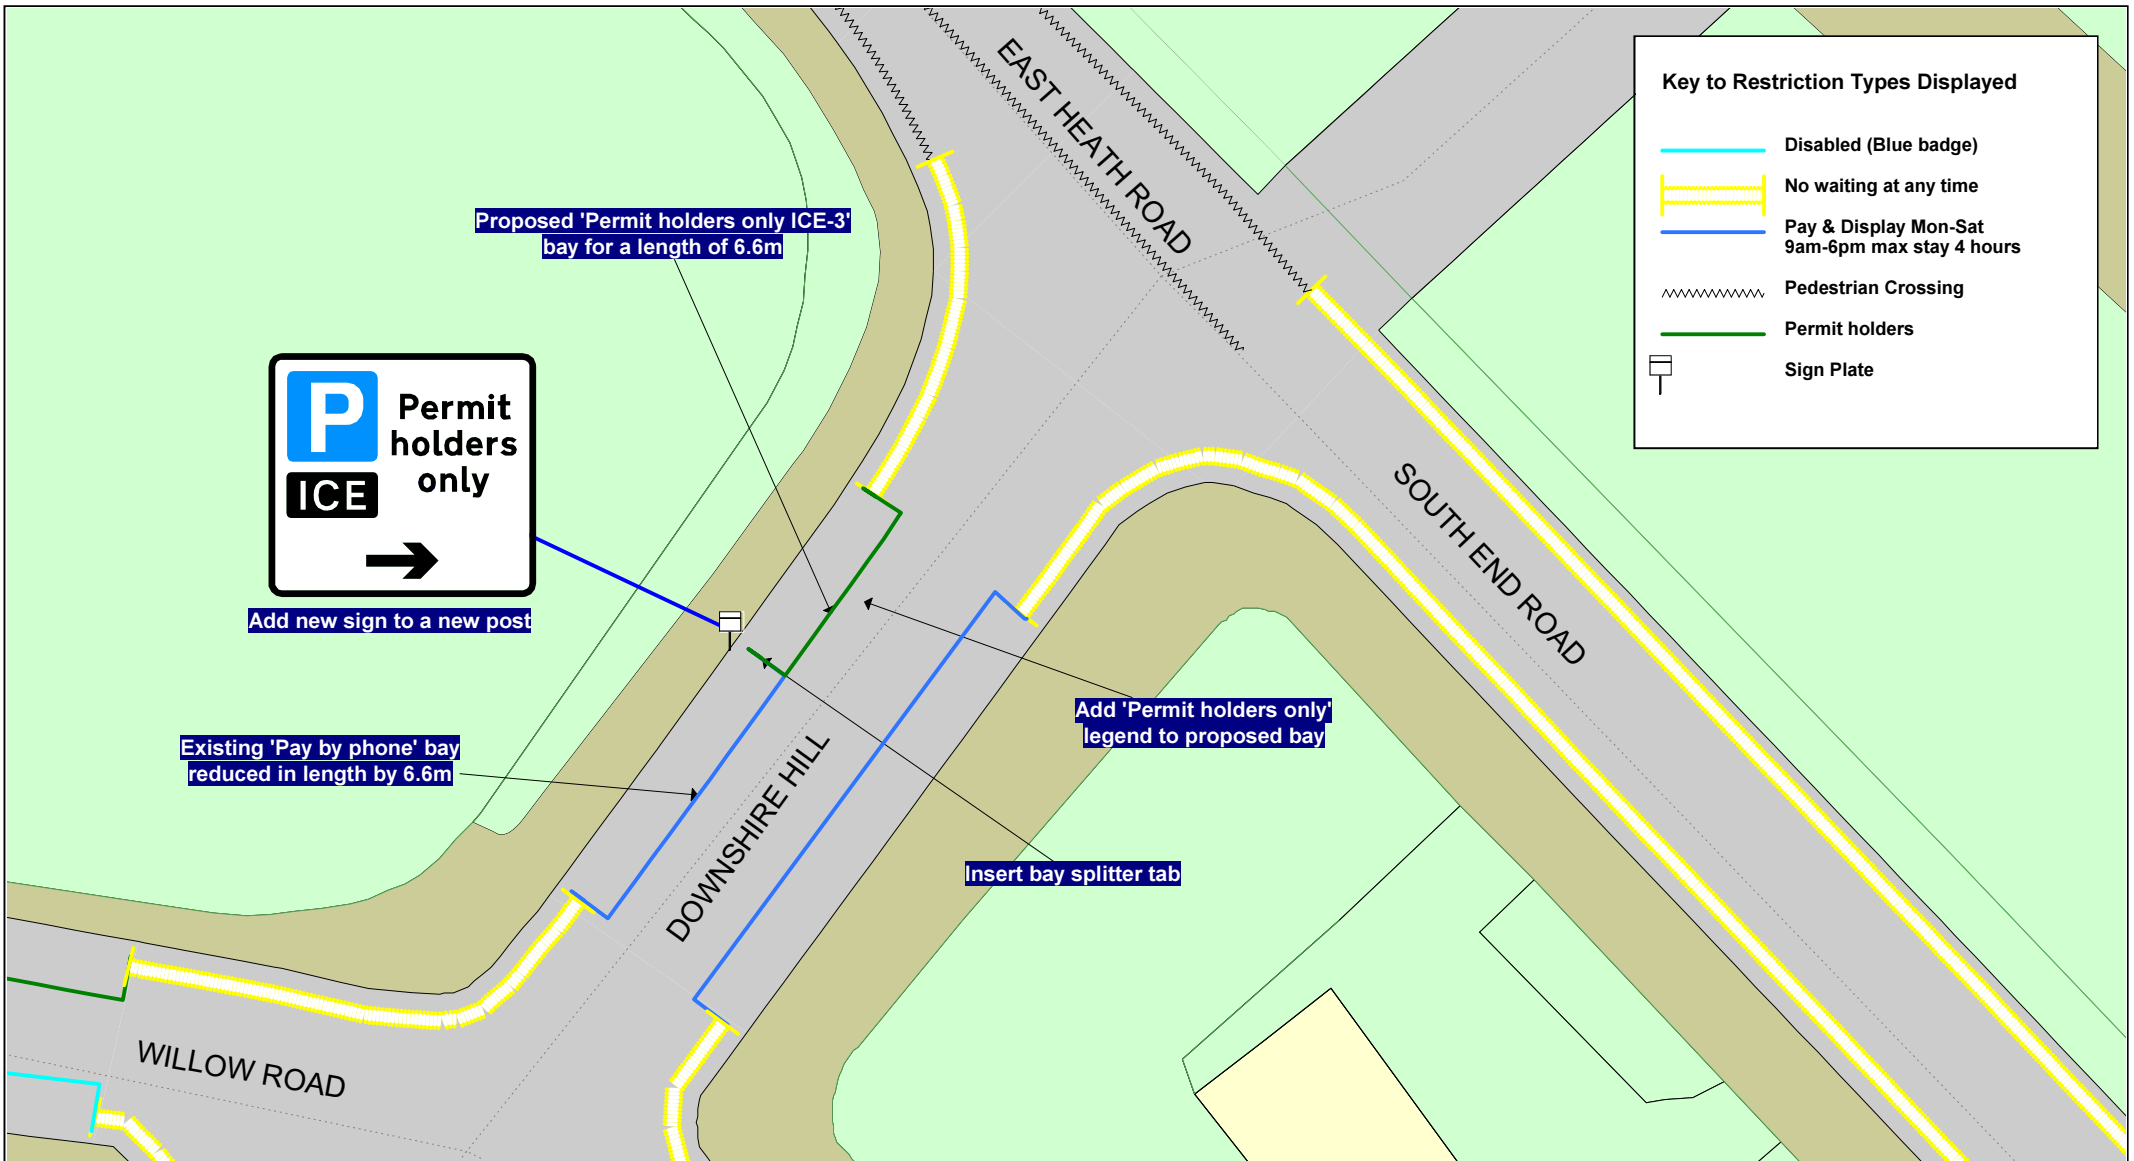 EAST HEATH ROAD
Key to Restriction Types Displayed
Disabled (Blue badge)
No waiting at any time
Pay & Display Mon-Sat
9am-6pm max stay 4 hours
Pedestrian Crossing
Permit holders
Sign Plate
Proposed 'Permit holders only ICE-3'
bay for a length of 6.6m
P
Permit
holders
only
ICE
Add new sign to a new post
SOUTH END ROAD
Add 'Permit holders only'
legend to proposed bay
Existing 'Pay by phone' bay
reduced in length by 6.6m
DOWNSHIRE HILL
Insert bay splitter tab
WILLOW ROAD